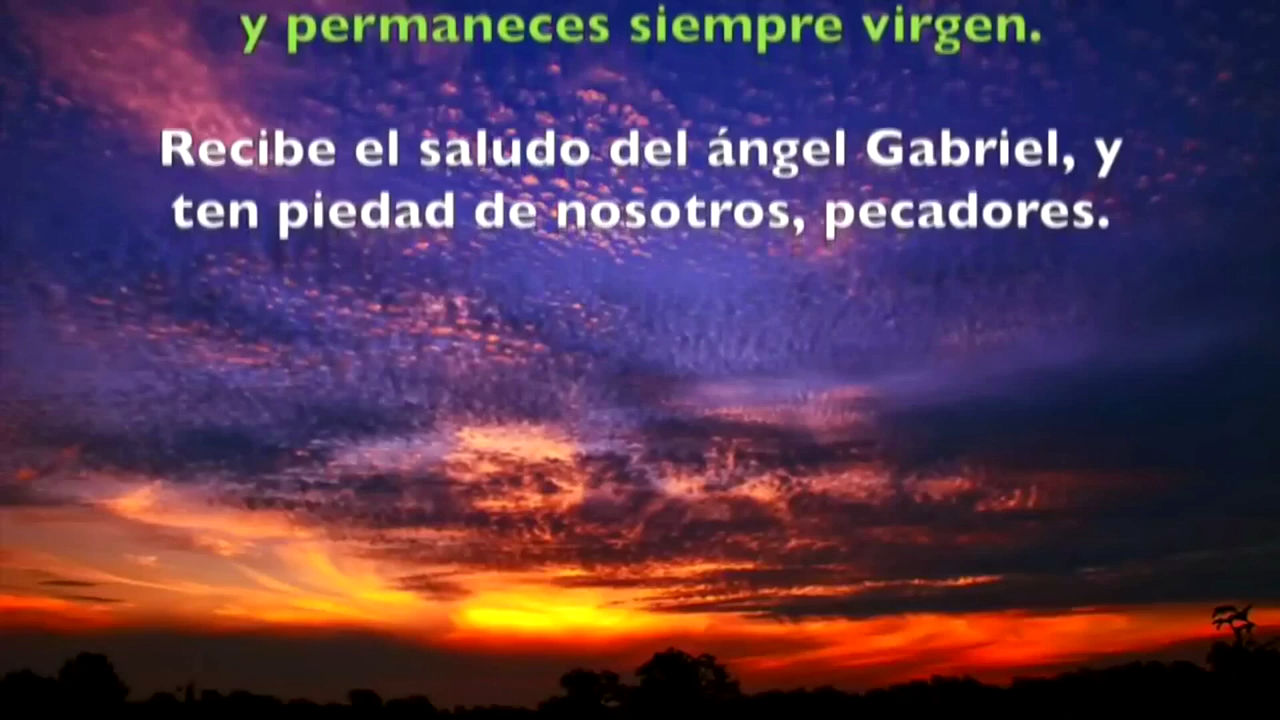 y permaneces siempre virgen.
Recibe el saludo del ángel Gabriel, y
ten piedad de nosotros, pecadores.